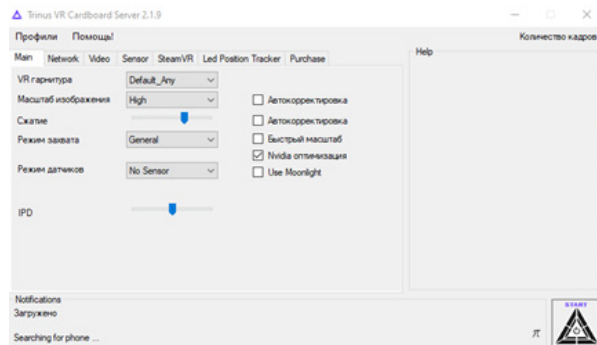 Trinus VR Cardboard Server 2.1.9
Профили Помощь! Количество кадров
Main Network Video Sensor SteamVR Led Position Tracker Purchase
Help
VR гарнитура Default_Any
Масштаб изображения High Автокорректировка
Сжатие Автокорректировка
Режим захвата General Быстрый масштаб
Nvidia оптимизация
Режим датчиков No Sensor Use Moonlight
IPD
Notifications
Загружено
START
Searching for phone ... π